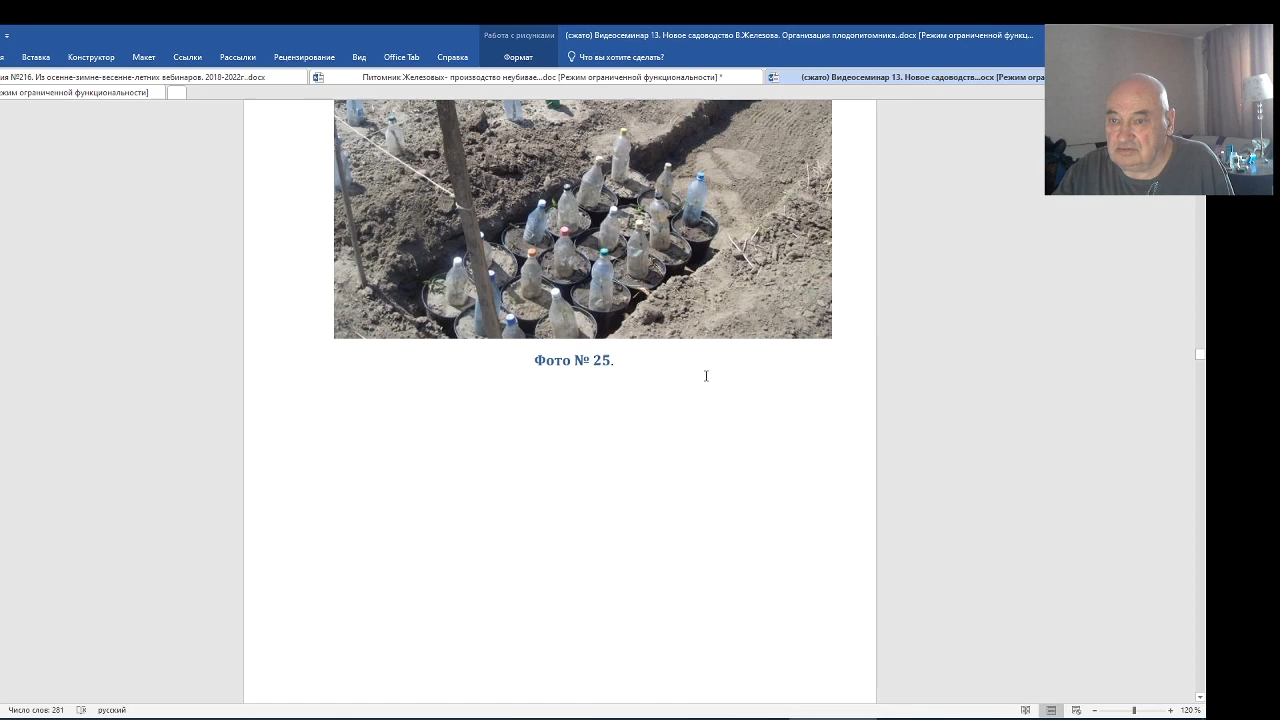 Работа с рисунками
(сжато) Видеосеминар 13. Новое садоводство В.Железова. Организация плодопитомника..docx [Режим ограниченной функц...
я Вставка Конструктор Макет Ссылки Рассылки Рецензирование Вид Office Tab Справка Формат Что вы хотите сделать?
ия №216. Из осенне-зимне-весенне-летних вебинаров. 2018-2022г..docx
Питомник Железовых- производство неубивае...doc [Режим ограниченной функциональности] *
(сжато) Видеосеминар 13. Новое садоводств...ocx [Режим огра
ежим ограниченной функциональности]
Фото № 25.
Число слов: 281 русский
120 %